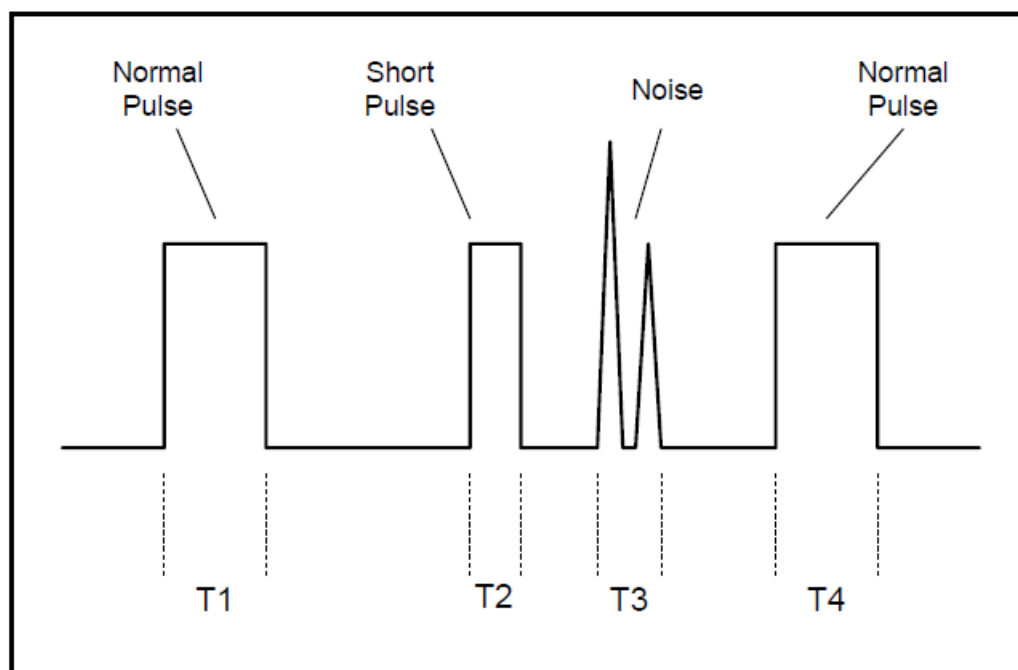 Normal
Pulse
Short
Pulse
Noise
Normal
Pulse
T1
T2
T3
T4